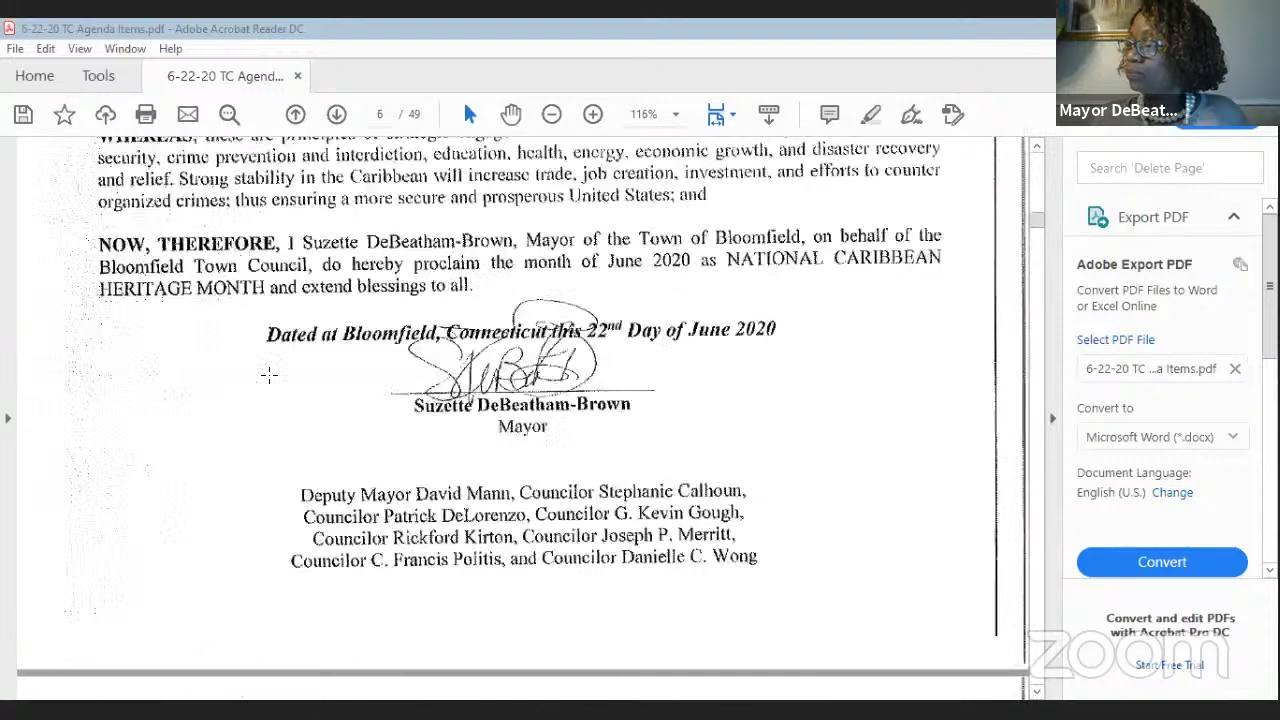 6-22-20 TC Agenda Items.pdf - Adobe Acrobat Reader DC
File Edit View Window Help
Home Tools 6-22-20 TC Agend... ×
6 / 49 116%
Mayor DeBeat...
WHEREAS, these are principles of
security, crime prevention and interdiction, education, health, energy, economic growth, and disaster recovery
and relief. Strong stability in the Caribbean will increase trade, job creation, investment, and efforts to counter
organized crimes; thus ensuring a more secure and prosperous United States; and
NOW, THEREFORE, I Suzette DeBeatham-Brown, Mayor of the Town of Bloomfield, on behalf of the
Bloomfield Town Council, do hereby proclaim the month of June 2020 as NATIONAL CARIBBEAN
HERITAGE MONTH and extend blessings to all.
Dated at Bloomfield, Connecticut this 22nd Day of June 2020
Suzette DeBeatham-Brown
Mayor
Deputy Mayor David Mann, Councilor Stephanie Calhoun,
Councilor Patrick DeLorenzo, Councilor G. Kevin Gough,
Councilor Rickford Kirton, Councilor Joseph P. Merritt,
Councilor C. Francis Politis, and Councilor Danielle C. Wong
Search 'Delete Page'
Export PDF
Adobe Export PDF
Convert PDF Files to Word
or Excel Online
Select PDF File
6-22-20 TC ...a Items.pdf
Convert to
Microsoft Word (*.docx)
Document Language:
English (U.S.) Change
Convert
Convert and edit PDFs
with Acrobat Pro DC
Start Free Trial
zoom